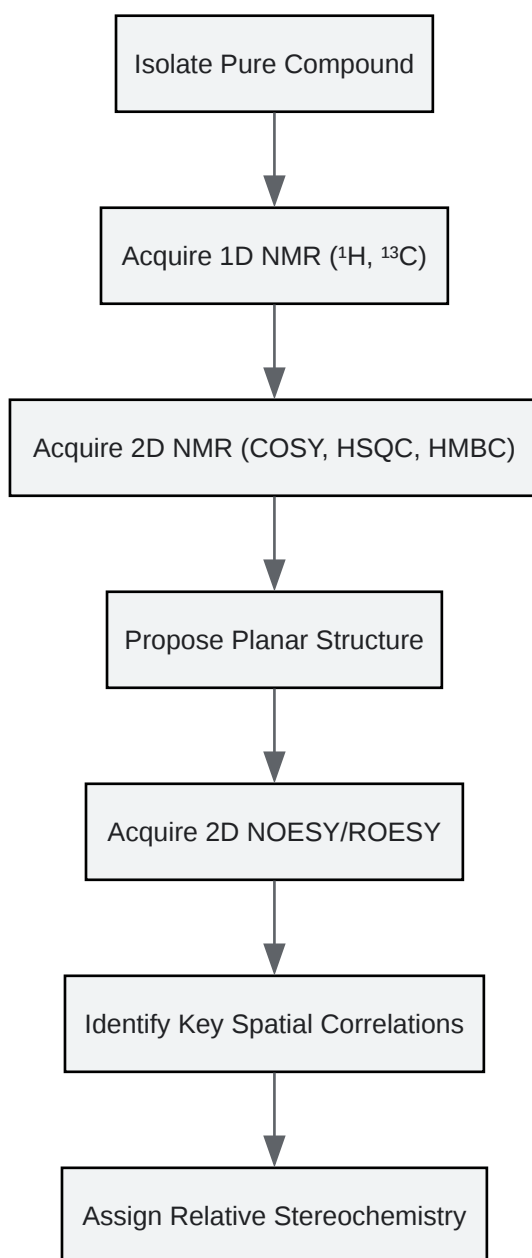 Isolate Pure Compound
Acquire 1D NMR (¹H, ¹³C)
Acquire 2D NMR (COSY, HSQC, HMBC)
Propose Planar Structure
Acquire 2D NOESY/ROESY
Identify Key Spatial Correlations
Assign Relative Stereochemistry